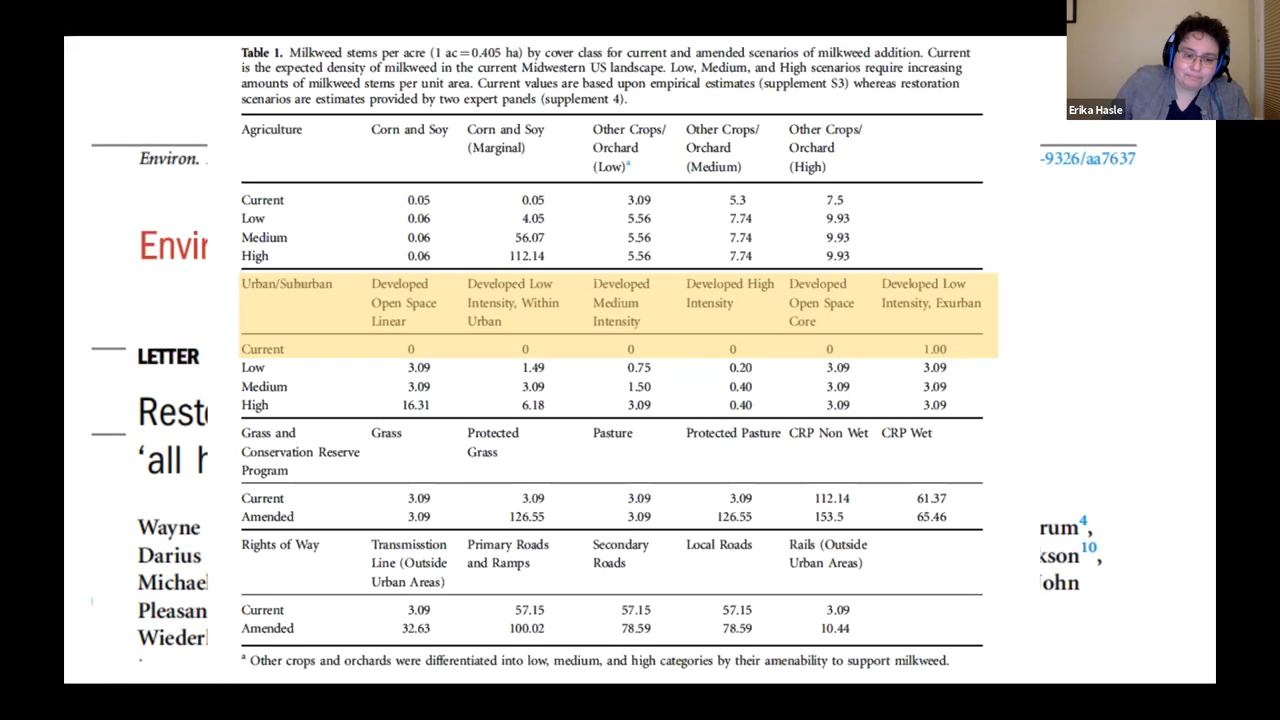 Table 1. Milkweed stems per acre (1 ac = 0.405 ha) by cover class for current and amended scenarios of milkweed addition. Current
is the expected density of milkweed in the current Midwestern US landscape. Low, Medium, and High scenarios require increasing
amounts of milkweed stems per unit area. Current values are based upon empirical estimates (supplement S3) whereas restoration
scenarios are estimates provided by two expert panels (supplement 4).
Erika Hasle
Environ.
-9326/aa7637
Agriculture Corn and Soy Corn and Soy Other Crops/ Other Crops/ Other Crops/
(Marginal) Orchard Orchard Orchard
(Low)a (Medium) (High)
Current 0.05 0.05 3.09 5.3 7.5
Low 0.06 4.05 5.56 7.74 9.93
Medium 0.06 56.07 5.56 7.74 9.93
High 0.06 112.14 5.56 7.74 9.93
Envir
Urban/Suburban Developed Developed Low Developed Developed High Developed Developed Low
Open Space Intensity, Within Medium Intensity Open Space Intensity, Exurban
Linear Urban Intensity Core
Current 0 0 0 0 0 1.00
Low 3.09 1.49 0.75 0.20 3.09 3.09
Medium 3.09 3.09 1.50 0.40 3.09 3.09
High 16.31 6.18 3.09 0.40 3.09 3.09
LETTER
Rest
‘all h
Grass and Grass Protected Pasture Protected Pasture CRP Non Wet CRP Wet
Conservation Reserve Grass
Program
Current 3.09 3.09 3.09 3.09 112.14 61.37
Amended 3.09 126.55 3.09 126.55 153.5 65.46
Rights of Way Transmisstion Primary Roads Secondary Local Roads Rails (Outside
Line (Outside and Ramps Roads Urban Areas)
Urban Areas)
Current 3.09 57.15 57.15 57.15 3.09
Amended 32.63 100.02 78.59 78.59 10.44
a Other crops and orchards were differentiated into low, medium, and high categories by their amenability to support milkweed.
Wayne
rum4,
Darius
kson10,
Michael
ohn
Pleasan
Wieder